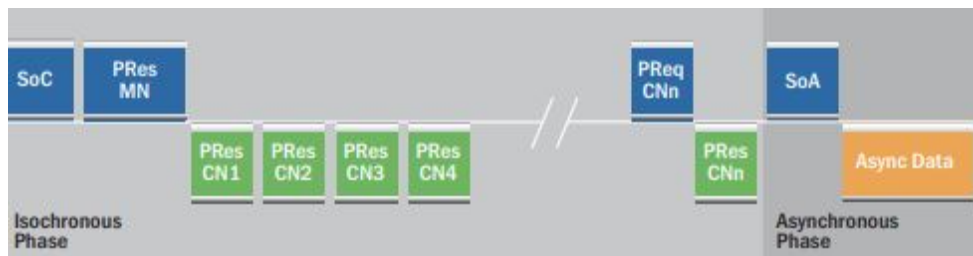 SoC
PRes
MN
PReq
CNn
SoA
PRes
CN1
PRes
CN2
PRes
CN3
PRes
CN4
PRes
CNn
Async Data
Isochronous
Phase
Asynchronous
Phase